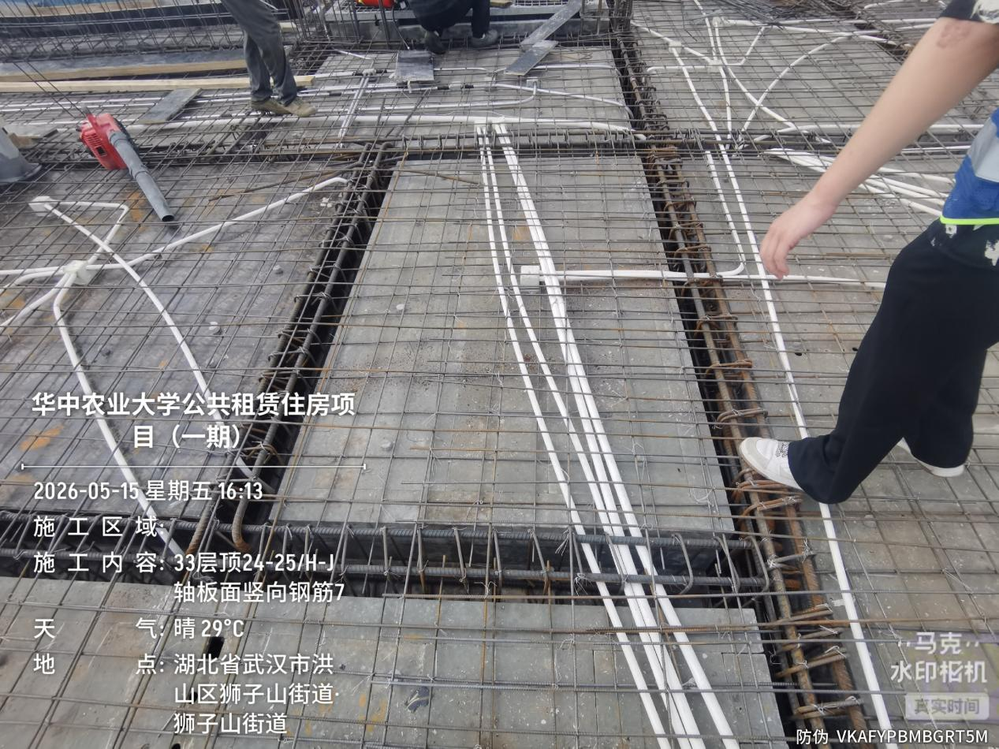 华中农业大学公共租赁住房项
目（一期）
2026-05-15 星期五 16:13
施工区域:
施工内容: 33层顶24-25/H-J
轴板面竖向钢筋7
天气: 晴 29°C
地点: 湖北省武汉市洪
山区狮子山街道·
狮子山街道
马克
水印相机
真实时间
防伪 VKAFYPBMBGRT5M